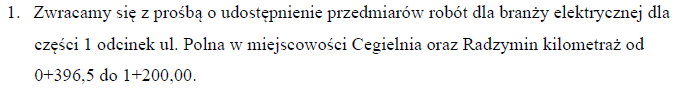 1. Zwracamy się z prośbą o udostępnienie przedmiarów robót dla branży elektrycznej dla
części 1 odcinek ul. Polna w miejscowości Cegielnia oraz Radzymin kilometraż od
0+396,5 do 1+200,00.